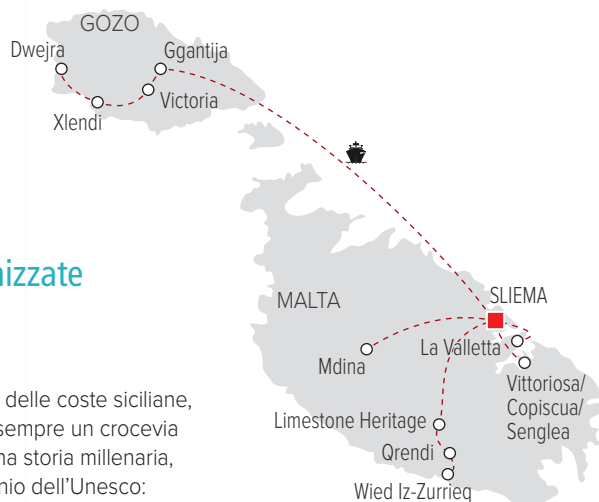 GOZO
Dwejra
Ggantija
Victoria
Xlendi
SLIEMA
MALTA
La Valletta
Mdina
Vittoriosa/
Copiscua/
Senglea
Limestone Heritage
Qrendi
Wied Iz-Zurrieq
nizzate
delle coste siciliane,
sempre un crocevia
na storia millenaria,
nio dell'Unesco: